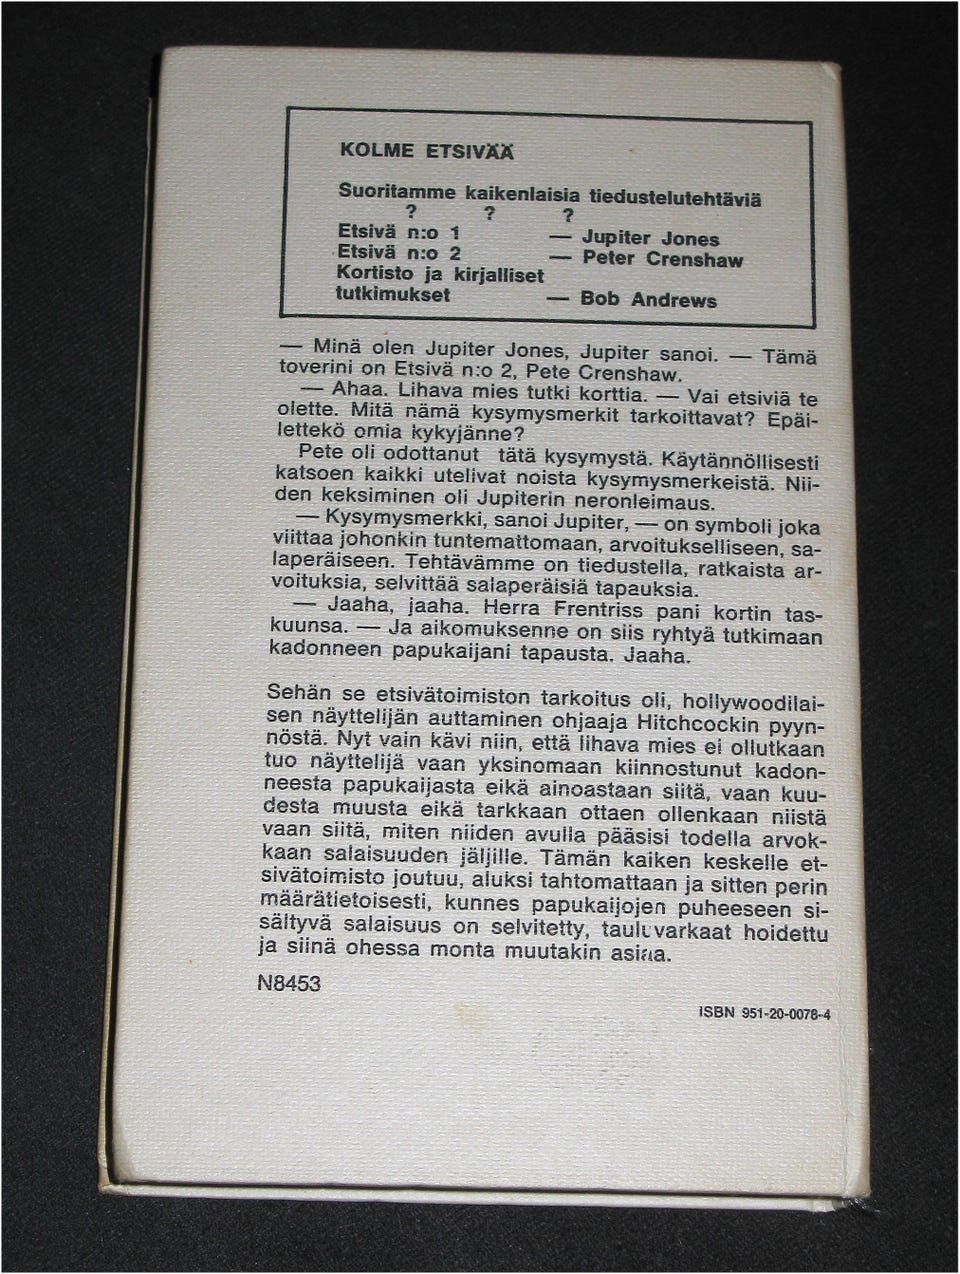 KOLME ETSIVÄÄ
Suoritamme kaikenlaisia tiedustelutehtäviä
? ? ?
Etsivä n:o 1 — Jupiter Jones
Etsivä n:o 2 — Peter Crenshaw
Kortisto ja kirjalliset
tutkimukset — Bob Andrews
— Minä olen Jupiter Jones, Jupiter sanoi. — Tämä
toverini on Etsivä n:o 2, Pete Crenshaw.
— Ahaa. Lihava mies tutki korttia. — Vai etsiviä te
olette. Mitä nämä kysymysmerkit tarkoittavat? Epäi-
lettekö omia kykyjänne?
Pete oli odottanut tätä kysymystä. Käytännöllisesti
katsoen kaikki utelivat noista kysymysmerkeistä. Nii-
den keksiminen oli Jupiterin neronleimaus.
— Kysymysmerkki, sanoi Jupiter, — on symboli joka
viittaa johonkin tuntemattomaan, arvoitukselliseen, sa-
laperäiseen. Tehtävämme on tiedustella, ratkaista ar-
voituksia, selvittää salaperäisiä tapauksia.
— Jaaha, jaaha. Herra Frentriss pani kortin tas-
kuunsa. — Ja aikomuksenne on siis ryhtyä tutkimaan
kadonneen papukaijani tapausta. Jaaha.
Sehän se etsivätoimiston tarkoitus oli, hollywoodilai-
sen näyttelijän auttaminen ohjaaja Hitchcockin pyyn-
nöstä. Nyt vain kävi niin, että lihava mies ei ollutkaan
tuo näyttelijä vaan yksinomaan kiinnostunut kadon-
neesta papukaijasta eikä ainoastaan siitä, vaan kuu-
desta muusta eikä tarkkaan ottaen ollenkaan niistä
vaan siitä, miten niiden avulla pääsisi todella arvok-
kaan salaisuuden jäljille. Tämän kaiken keskelle et-
sivätoimisto joutuu, aluksi tahtomattaan ja sitten perin
määrätietoisesti, kunnes papukaijojen puheeseen si-
sältyvä salaisuus on selvitetty, tauluvarkaat hoidettu
ja siinä ohessa monta muutakin asiaa.
N8453
ISBN 951-20-0078-4